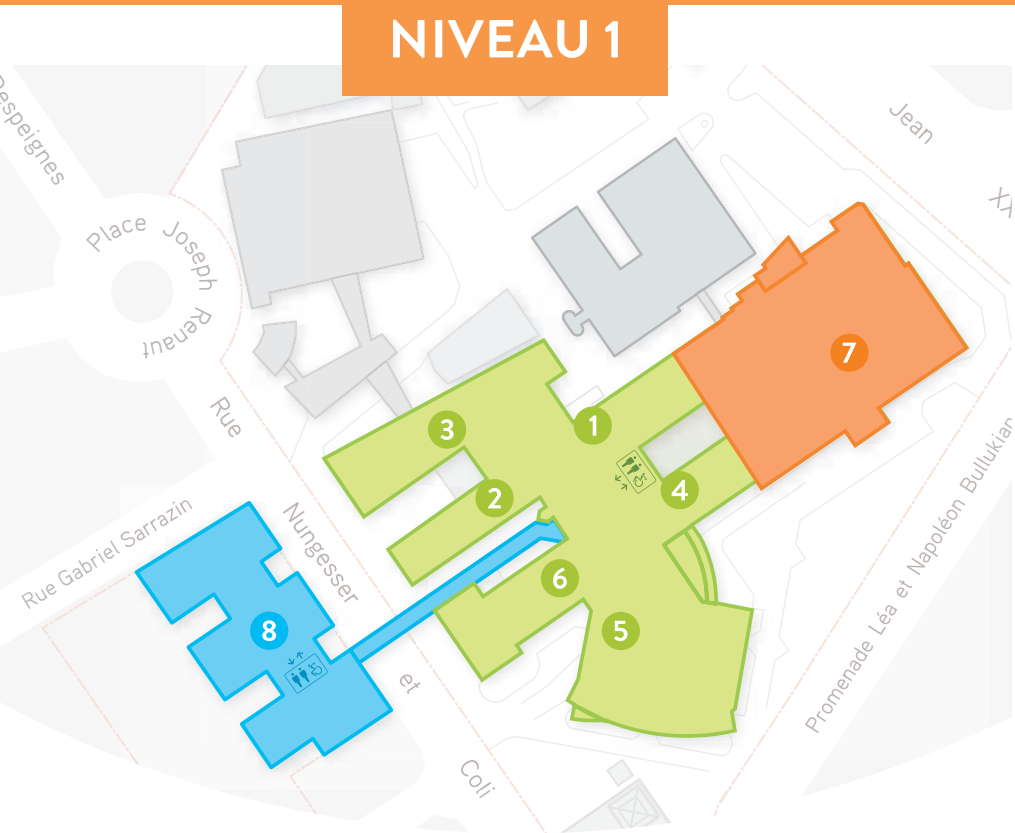 NIVEAU 1
Despeignes
Jean
XX
Place Joseph Renaut
7
Rue
3
1
2
4
Rue Gabriel Sarrazin
Nungesser
Promenade Léa et Napoléon Bullukian
6
8
5
et
Coli